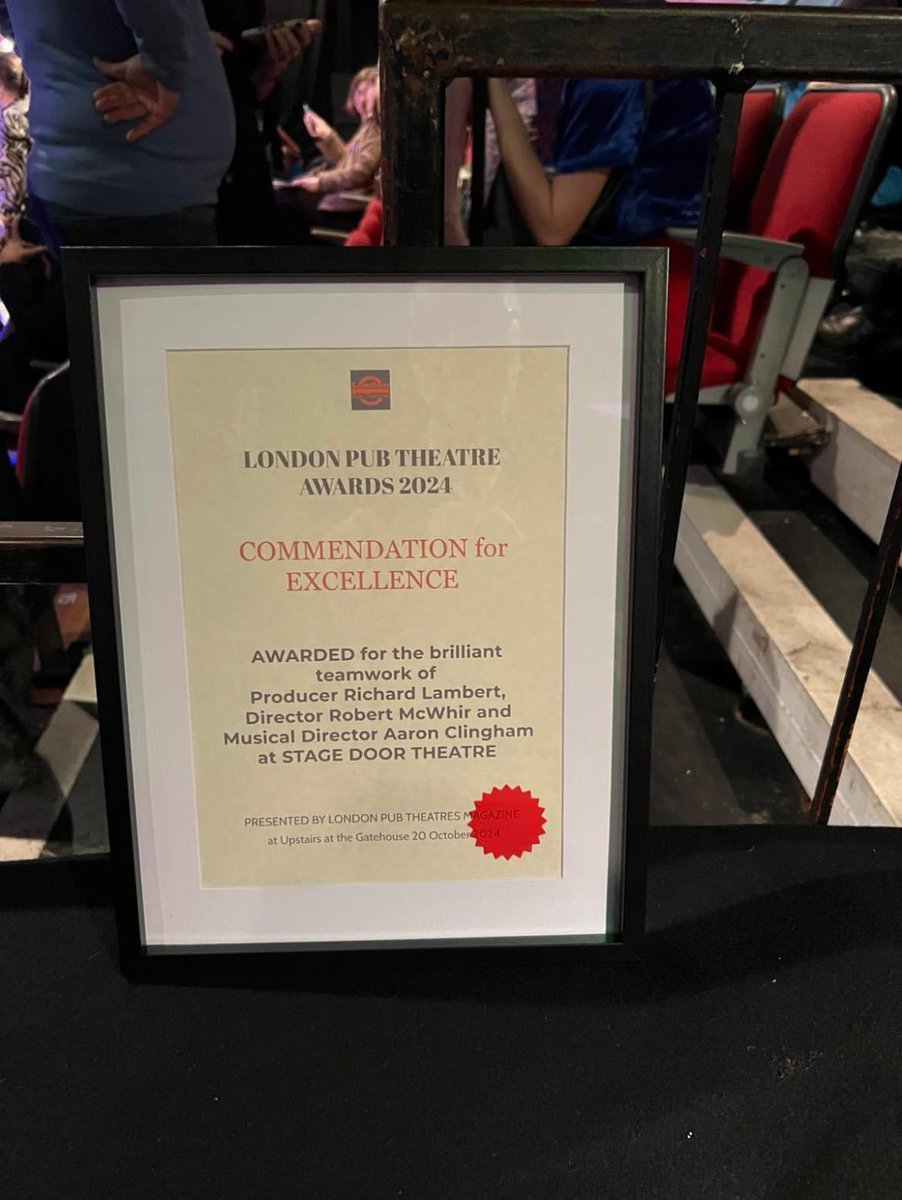 London
LONDON PUB THEATRE
AWARDS 2024
COMMENDATION for
EXCELLENCE
AWARDED for the brilliant
teamwork of
Producer Richard Lambert,
Director Robert McWhir and
Musical Director Aaron Clingham
at STAGE DOOR THEATRE
PRESENTED BY LONDON PUB THEATRES MAGAZINE
at Upstairs at the Gatehouse 20 October 2024